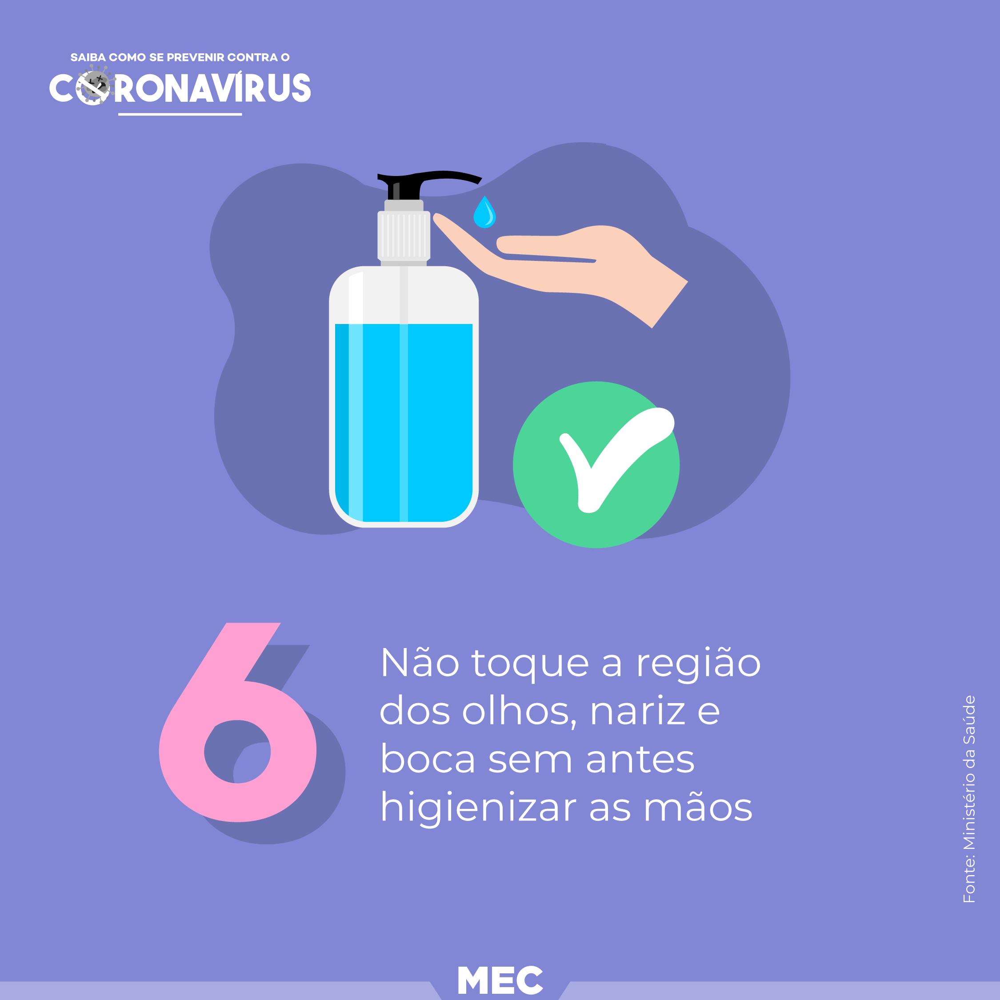 SAIBA COMO SE PREVENIR CONTRA O
CORONAVÍRUS
6
Não toque a região
dos olhos, nariz e
boca sem antes
higienizar as mãos
Fonte: Ministério da Saúde
MEC